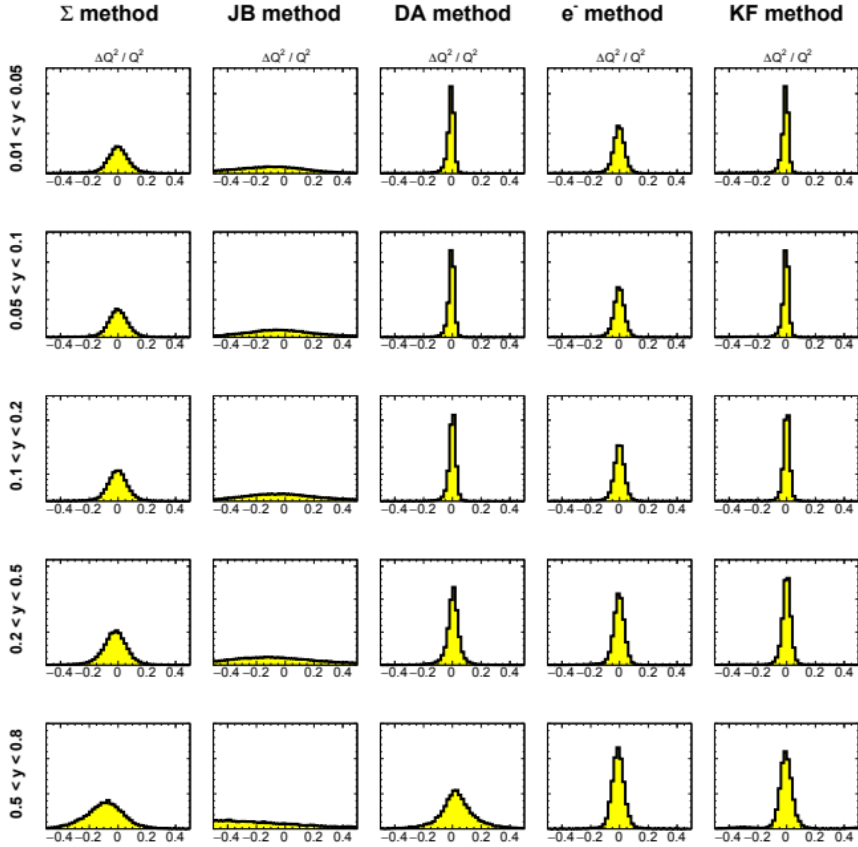 Σ method JB method DA method e⁻ method KF method
ΔQ² / Q² ΔQ² / Q² ΔQ² / Q² ΔQ² / Q² ΔQ² / Q²
0.01 < y < 0.05
−0.4 −0.2 0 0.2 0.4 −0.4 −0.2 0 0.2 0.4 −0.4 −0.2 0 0.2 0.4 −0.4 −0.2 0 0.2 0.4 −0.4 −0.2 0 0.2 0.4
0.05 < y < 0.1
−0.4 −0.2 0 0.2 0.4 −0.4 −0.2 0 0.2 0.4 −0.4 −0.2 0 0.2 0.4 −0.4 −0.2 0 0.2 0.4 −0.4 −0.2 0 0.2 0.4
0.1 < y < 0.2
−0.4 −0.2 0 0.2 0.4 −0.4 −0.2 0 0.2 0.4 −0.4 −0.2 0 0.2 0.4 −0.4 −0.2 0 0.2 0.4 −0.4 −0.2 0 0.2 0.4
0.2 < y < 0.5
−0.4 −0.2 0 0.2 0.4 −0.4 −0.2 0 0.2 0.4 −0.4 −0.2 0 0.2 0.4 −0.4 −0.2 0 0.2 0.4 −0.4 −0.2 0 0.2 0.4
0.5 < y < 0.8
−0.4 −0.2 0 0.2 0.4 −0.4 −0.2 0 0.2 0.4 −0.4 −0.2 0 0.2 0.4 −0.4 −0.2 0 0.2 0.4 −0.4 −0.2 0 0.2 0.4